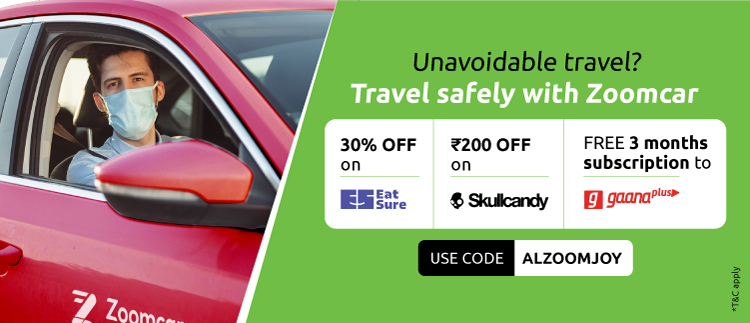 Unavoidable travel?
Travel safely with Zoomcar
30% OFF
on
Eat
Sure
₹200 OFF
on
Skullcandy
FREE 3 months
subscription to
gaana plus
USE CODE ALZOOMJOY
*T&C apply